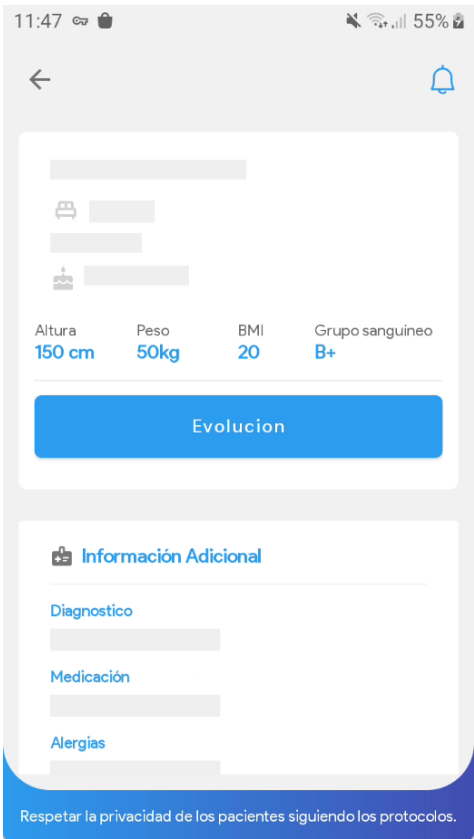 11:47 55%
Altura Peso BMI Grupo sanguíneo
150 cm 50kg 20 B+
Evolucion
Información Adicional
Diagnostico
Medicación
Alergias
Respetar la privacidad de los pacientes siguiendo los protocolos.